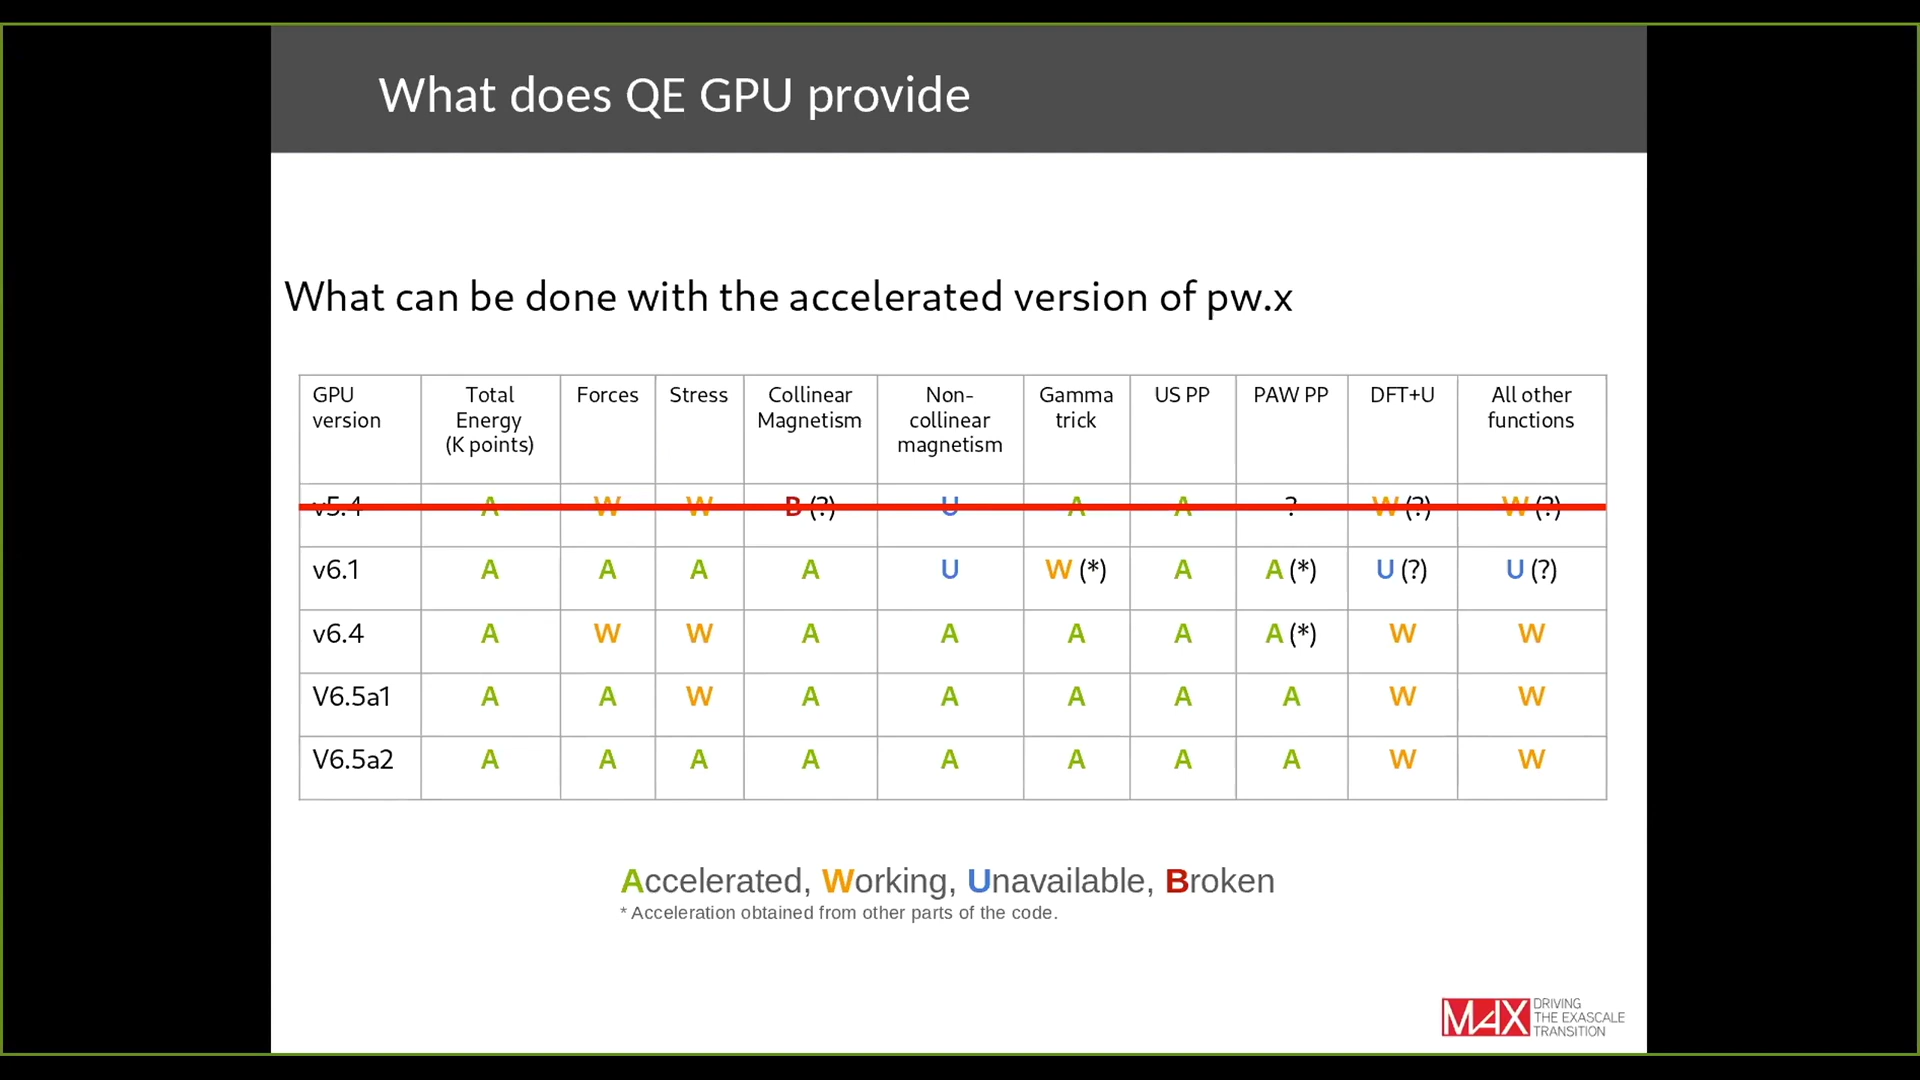 What does QE GPU provide
What can be done with the accelerated version of pw.x
GPU version | Total Energy (K points) | Forces | Stress | Collinear Magnetism | Non-collinear magnetism | Gamma trick | US PP | PAW PP | DFT+U | All other functions
v5.4 | A | W | W | B (?) | U | A | A | ? | W (?) | W (?)
v6.1 | A | A | A | A | U | W (*) | A | A (*) | U (?) | U (?)
v6.4 | A | W | W | A | A | A | A | A (*) | W | W
V6.5a1 | A | A | W | A | A | A | A | A | W | W
V6.5a2 | A | A | A | A | A | A | A | A | W | W
Accelerated, Working, Unavailable, Broken
* Acceleration obtained from other parts of the code.
MAX
DRIVING
THE EXASCALE
TRANSITION